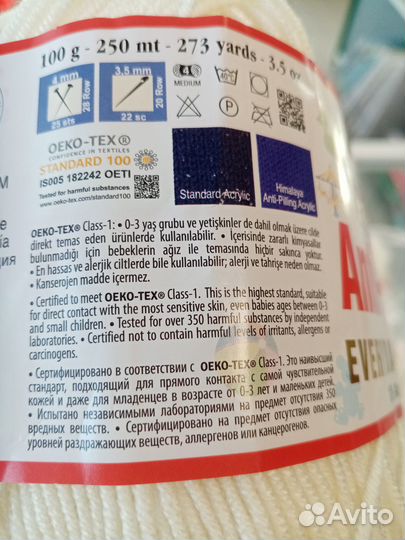 100 g - 250 mt - 273 yards - 3.5 oz
4 mm
28 Row
25 sts
3,5 mm
20 Row
22 sc
4
MEDIUM
40°C
P
OEKO-TEX®
CONFIDENCE IN TEXTILES
STANDARD 100
IS005 182242 OETI
Tested for harmful substances
www.oeko-tex.com/standard100
Standard Acrylic
Himalaya
Anti-Pilling Acrylic
OEKO-TEX® Class-1: • 0-3 yaş grubu ve yetişkinler de dahil olmak üzere cilde
direkt temas eden ürünlerde kullanılabilir. • İçerisinde zararlı kimyasallar
bulunmadığı için bebeklerin ağız ile temasında hiçbir sakınca yoktur.
• En hassas ve alerjik ciltlerde bile kullanılabilir; alerji ve tahrişe neden olmaz.
• Kanserojen madde içermez.
• Certified to meet OEKO-TEX® Class-1. This is the highest standard, suitable
for direct contact with the most sensitive skin, even babies ages between 0-3
and small children. • Tested for over 350 harmful substances by independent
laboratories. • Certified not to contain harmful levels of irritants, allergens or
carcinogens.
• Сертифицировано в соответствии с OEKO-TEX® Class-1. Это наивысший
стандарт, подходящий для прямого контакта с самой чувствительной
кожей и даже для младенцев в возрасте от 0-3 лет и маленьких детей.
• Испытано независимыми лабораториями на предмет отсутствия 350
вредных веществ. • Сертифицировано на предмет отсутствия опасных
уровней раздражающих веществ, аллергенов или канцерогенов.
M
e
ía
ция
An
EVERY
Avito